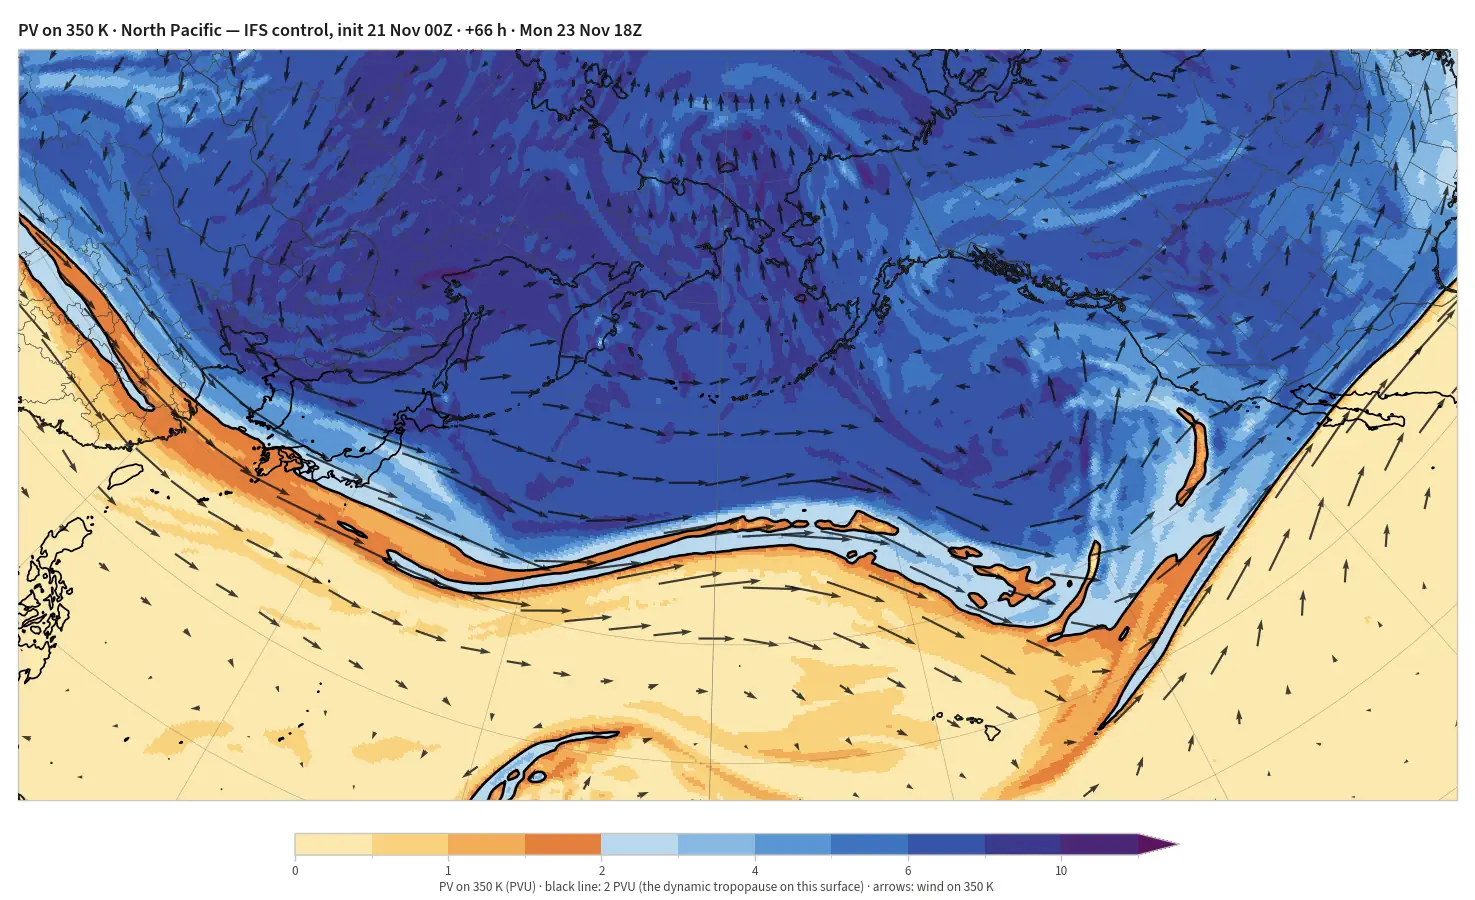 PV on 350 K · North Pacific — IFS control, init 21 Nov 00Z · +66 h · Mon 23 Nov 18Z
0 1 2 4 6 10
PV on 350 K (PVU) · black line: 2 PVU (the dynamic tropopause on this surface) · arrows: wind on 350 K